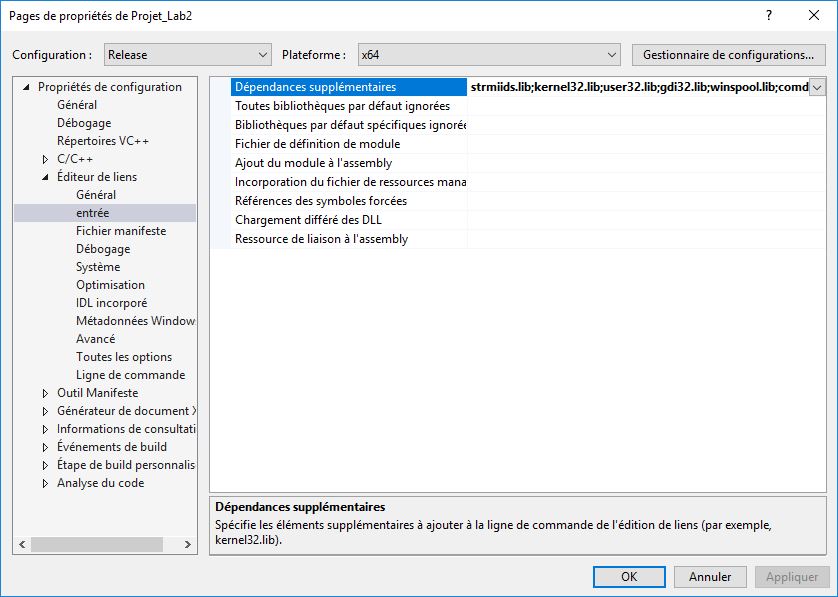 Pages de propriétés de Projet_Lab2
Configuration : Release Plateforme : x64 Gestionnaire de configurations...
Propriétés de configuration
Général
Débogage
Répertoires VC++
C/C++
Éditeur de liens
Général
entrée
Fichier manifeste
Débogage
Système
Optimisation
IDL incorporé
Métadonnées Window
Avancé
Toutes les options
Ligne de commande
Outil Manifeste
Générateur de document X
Informations de consultati
Événements de build
Étape de build personnalis
Analyse du code
Dépendances supplémentaires strmiids.lib;kernel32.lib;user32.lib;gdi32.lib;winspool.lib;comd
Toutes bibliothèques par défaut ignorées
Bibliothèques par défaut spécifiques ignorée
Fichier de définition de module
Ajout du module à l'assembly
Incorporation du fichier de ressources mana
Références des symboles forcées
Chargement différé des DLL
Ressource de liaison à l'assembly
Dépendances supplémentaires
Spécifie les éléments supplémentaires à ajouter à la ligne de commande de l'édition de liens (par exemple,
kernel32.lib).
OK Annuler Appliquer